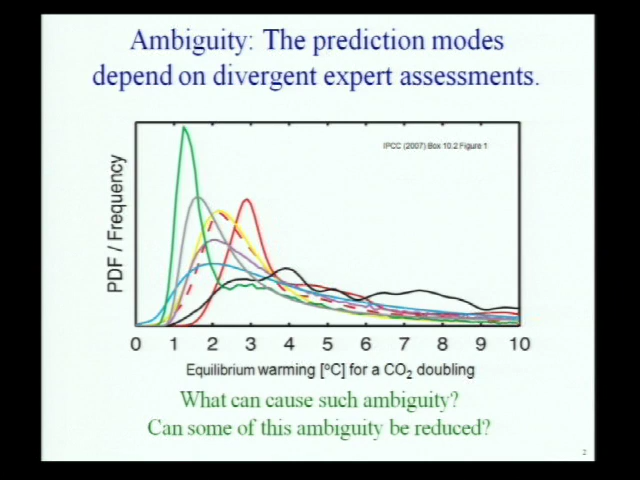 Ambiguity: The prediction modes
depend on divergent expert assessments.
IPCC (2007) Box 10.2 Figure 1
PDF / Frequency
0 1 2 3 4 5 6 7 8 9 10
Equilibrium warming [°C] for a CO₂ doubling
What can cause such ambiguity?
Can some of this ambiguity be reduced?
2